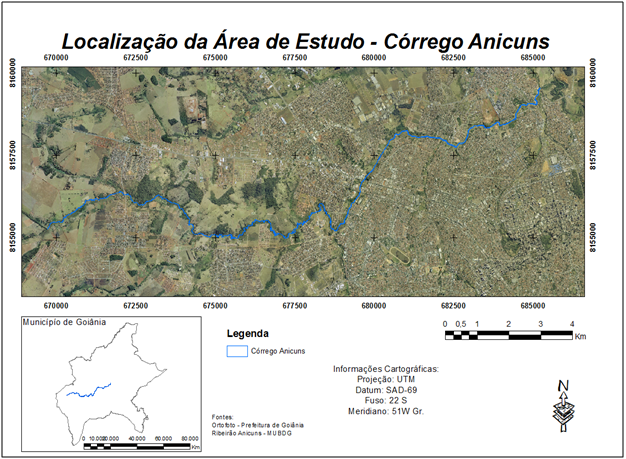 Localização da Área de Estudo - Córrego Anicuns
670000 672500 675000 677500 680000 682500 685000
8160000 8160000
8157500 8157500
8155000 8155000
670000 672500 675000 677500 680000 682500 685000
Município de Goiânia
0 10.000 20.000 40.000 60.000 80.000
Km
Legenda
Córrego Anicuns
Fontes:
Ortofoto - Prefeitura de Goiânia
Ribeirão Anicuns - MUBDG
0 0,5 1 2 3 4
Km
Informações Cartográficas:
Projeção: UTM
Datum: SAD-69
Fuso: 22 S
Meridiano: 51W Gr.
N